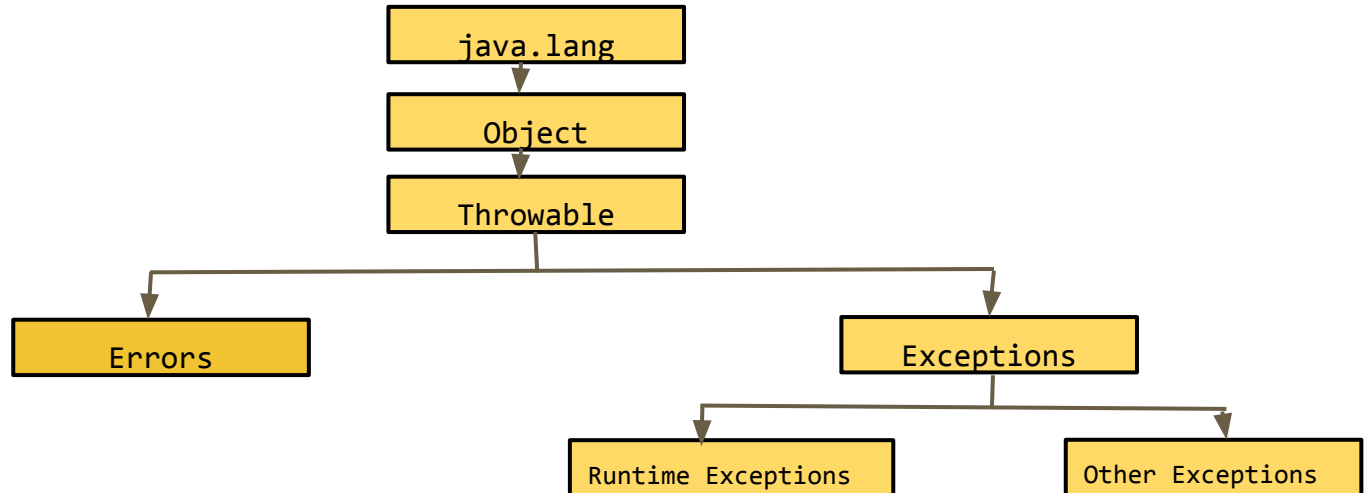 java.lang
Object
Throwable
Errors
Exceptions
Runtime Exceptions
Other Exceptions